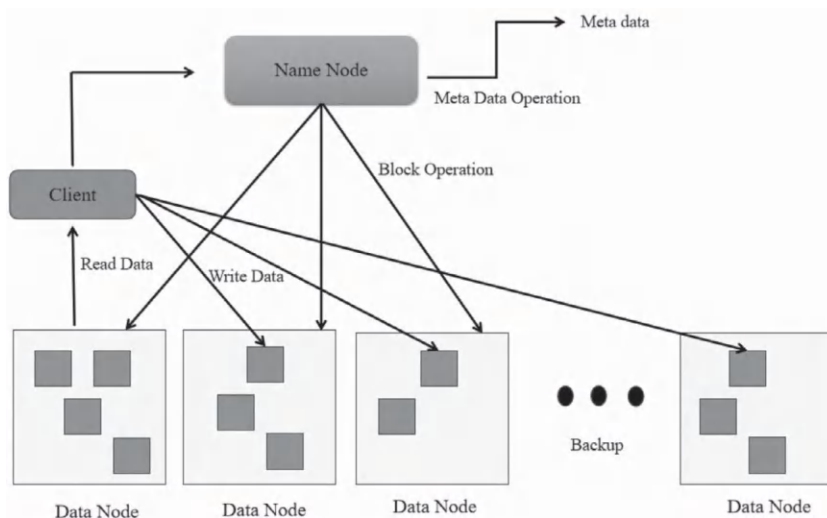 Meta data
Name Node
Meta Data Operation
Block Operation
Client
Read Data
Write Data
Backup
Data Node
Data Node
Data Node
Data Node